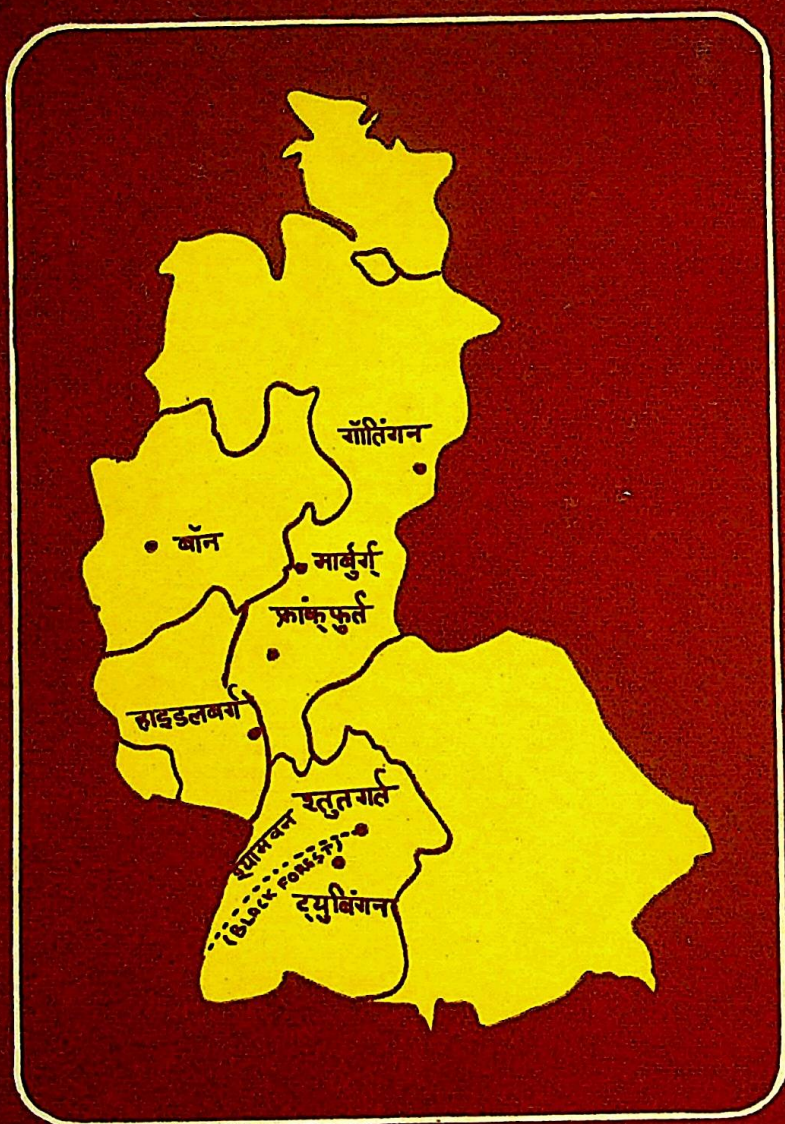 गॉतिंगन
बॉन
मार्बुर्ग्
फ्रांक्फुर्त
हाइडलबर्ग
श्तुतगर्त
श्यामवन
(BLACK FOREST)
ट्युबिंगन